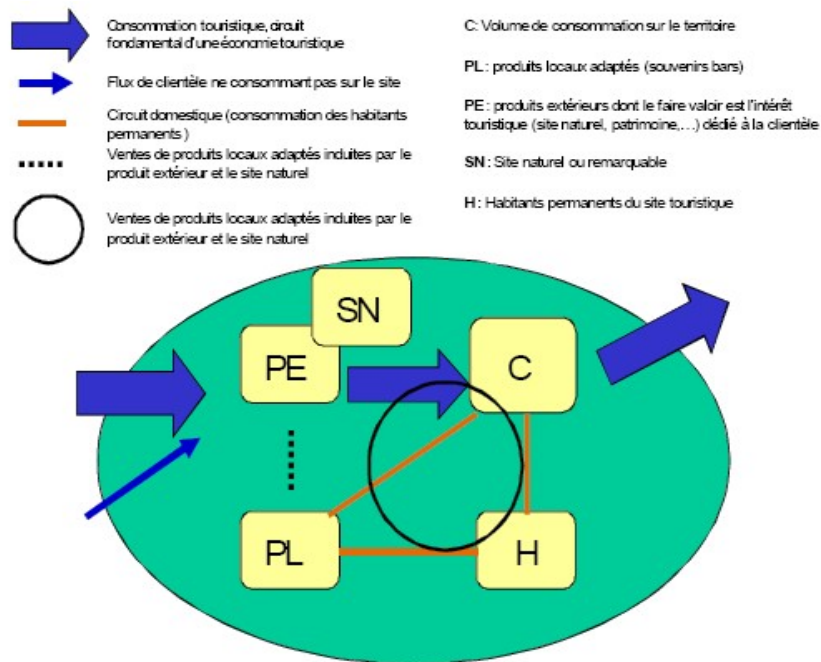 Consommation touristique, circuit
fondamental d'une économie touristique
Flux de clientèle ne consommant pas sur le site
Circuit domestique (consommation des habitants
permanents )
Ventes de produits locaux adaptés induites par le
produit extérieur et le site naturel
Ventes de produits locaux adaptés induites par le
produit extérieur et le site naturel
C: Volume de consommation sur le territoire
PL : produits locaux adaptés (souvenirs bars)
PE : produits extérieurs dont le faire valoir est l'intérêt
touristique (site naturel, patrimoine,…) dédié à la clientèle
SN : Site naturel ou remarquable
H : Habitants permanents du site touristique
SN
PE
C
PL
H